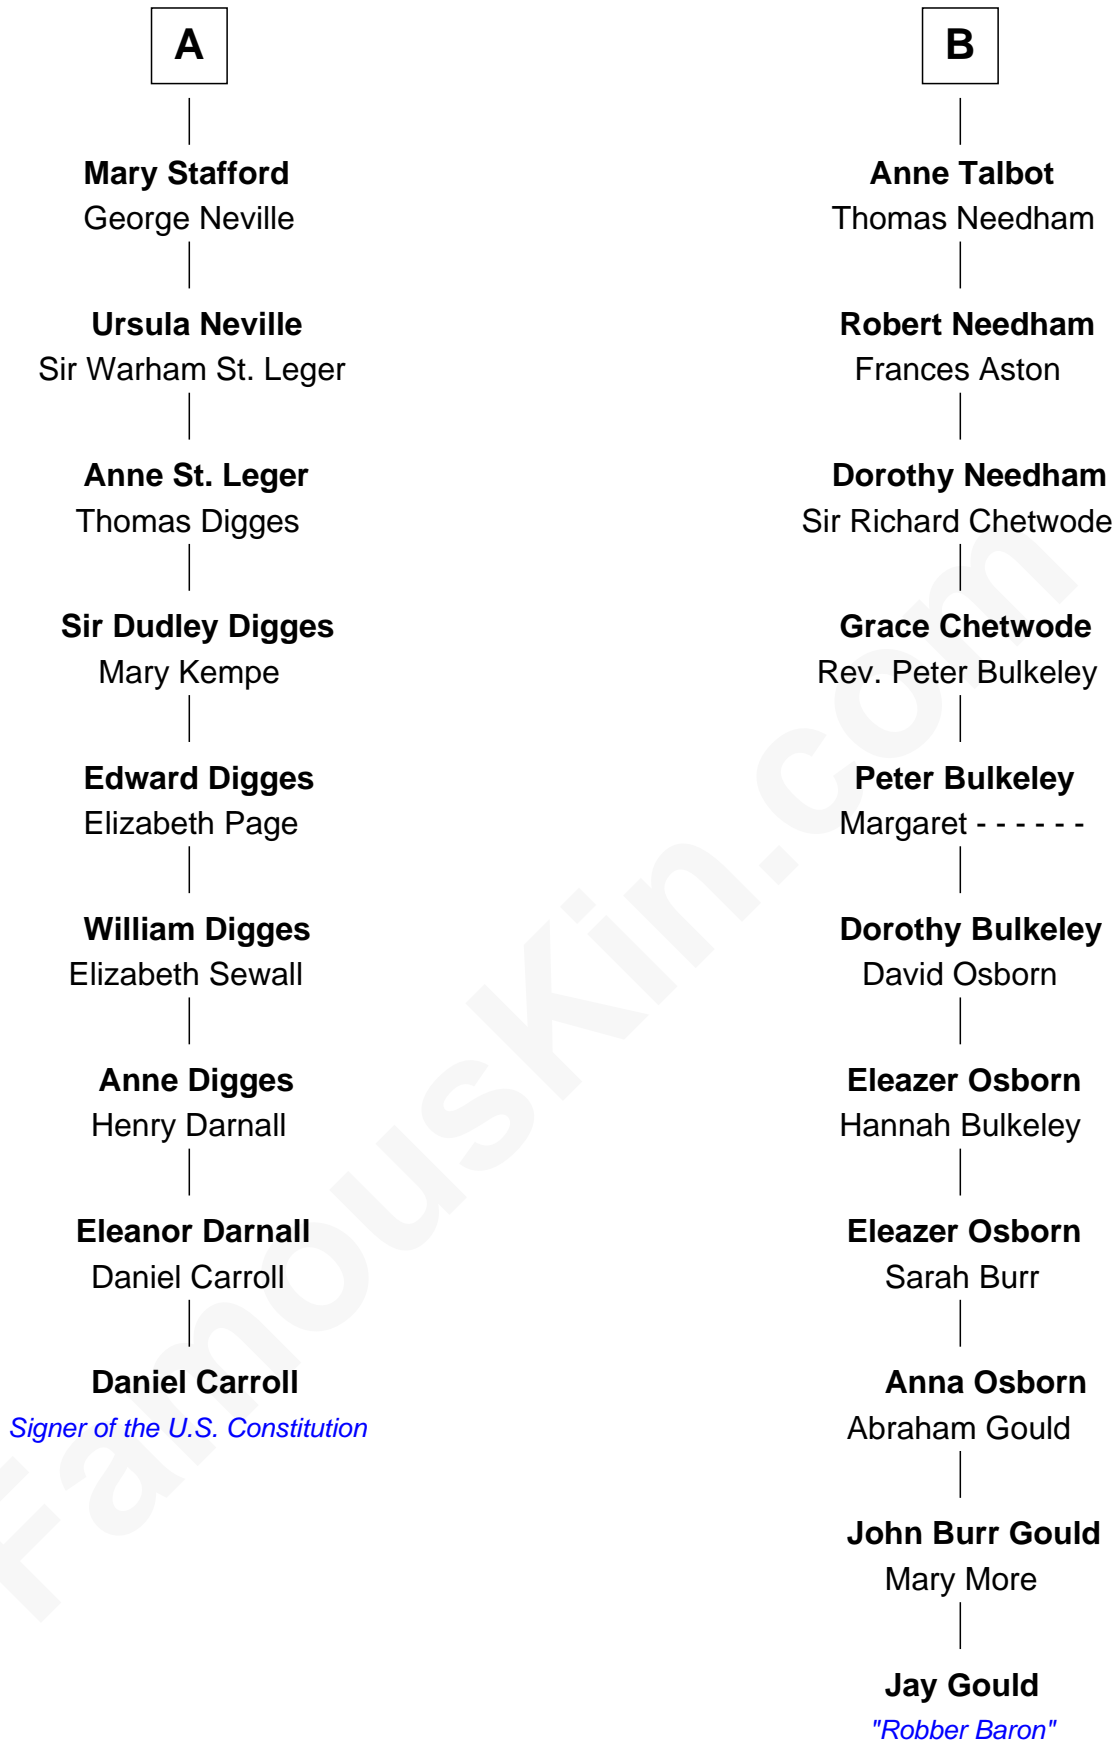 A
Mary Stafford
George Neville
Ursula Neville
Sir Warham St. Leger
Anne St. Leger
Thomas Digges
Sir Dudley Digges
Mary Kempe
Edward Digges
Elizabeth Page
William Digges
Elizabeth Sewall
Anne Digges
Henry Darnall
Eleanor Darnall
Daniel Carroll
Daniel Carroll
Signer of the U.S. Constitution
B
Anne Talbot
Thomas Needham
Robert Needham
Frances Aston
Dorothy Needham
Sir Richard Chetwode
Grace Chetwode
Rev. Peter Bulkeley
Peter Bulkeley
Margaret - - - - - -
Dorothy Bulkeley
David Osborn
Eleazer Osborn
Hannah Bulkeley
Eleazer Osborn
Sarah Burr
Anna Osborn
Abraham Gould
John Burr Gould
Mary More
Jay Gould
"Robber Baron"
FamousKin.com